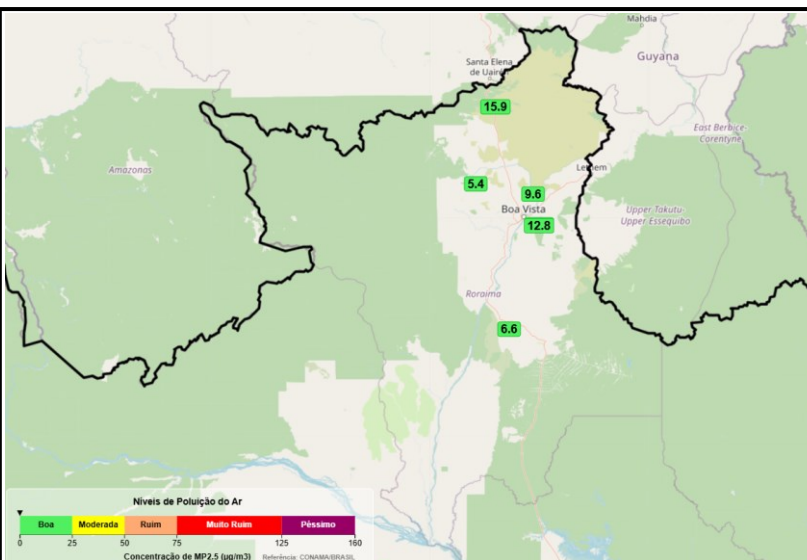 Mahdia
Guyana
Santa Elena
de Uairén
15.9
East Berbice-
Corentyne
Amazonas
Lethem
5.4
9.6
Boa Vista
Upper Takutu-
Upper Essequibo
12.8
Roraima
6.6
Níveis de Poluição do Ar
Boa Moderada Ruim Muito Ruim Péssimo
0 25 50 75 125 160
Concentração de MP2.5 (µg/m3) Referência: CONAMA/BRASIL